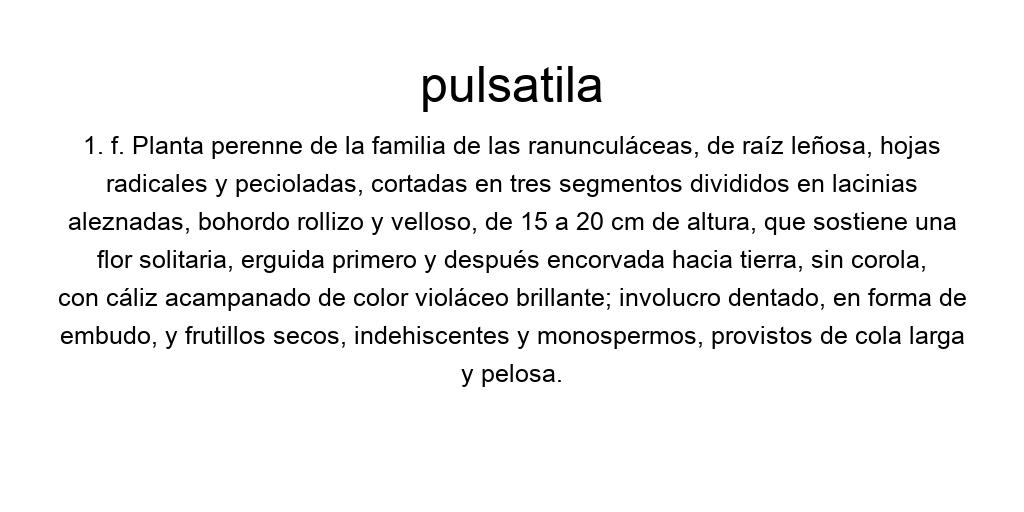 pulsatila
1. f. Planta perenne de la familia de las ranunculáceas, de raíz leñosa, hojas
radicales y pecioladas, cortadas en tres segmentos divididos en lacinias
aleznadas, bohordo rollizo y velloso, de 15 a 20 cm de altura, que sostiene una
flor solitaria, erguida primero y después encorvada hacia tierra, sin corola,
con cáliz acampanado de color violáceo brillante; involucro dentado, en forma de
embudo, y frutillos secos, indehiscentes y monospermos, provistos de cola larga
y pelosa.